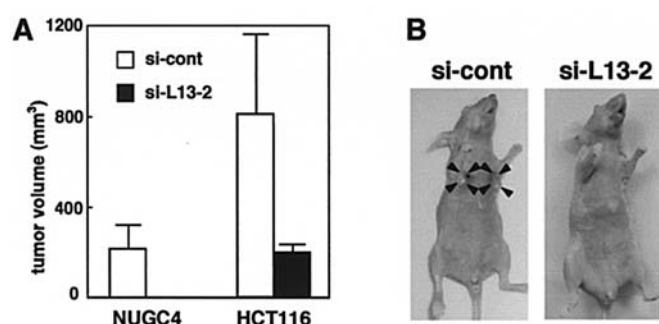 A
tumor volume (mm³)
1200
800
400
0
si-cont
si-L13-2
NUGC4
HCT116
B
si-cont
si-L13-2